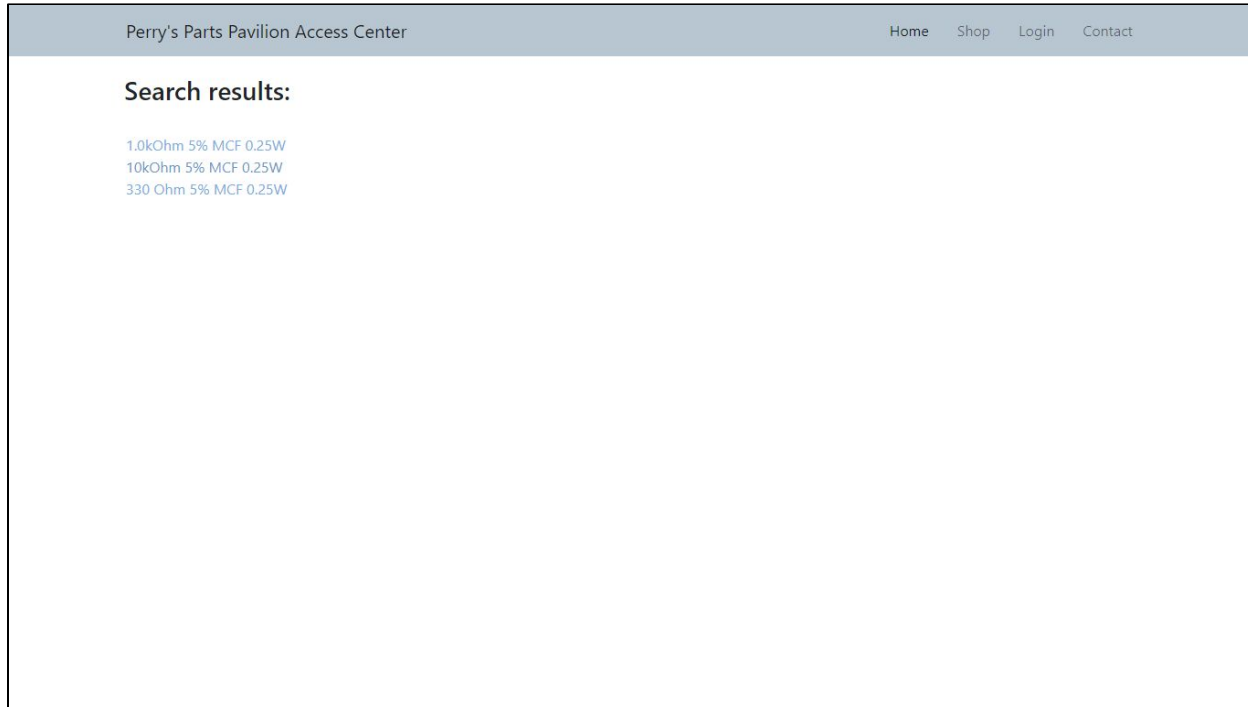 Perry's Parts Pavilion Access Center
Home Shop Login Contact
Search results:
1.0kOhm 5% MCF 0.25W
10kOhm 5% MCF 0.25W
330 Ohm 5% MCF 0.25W